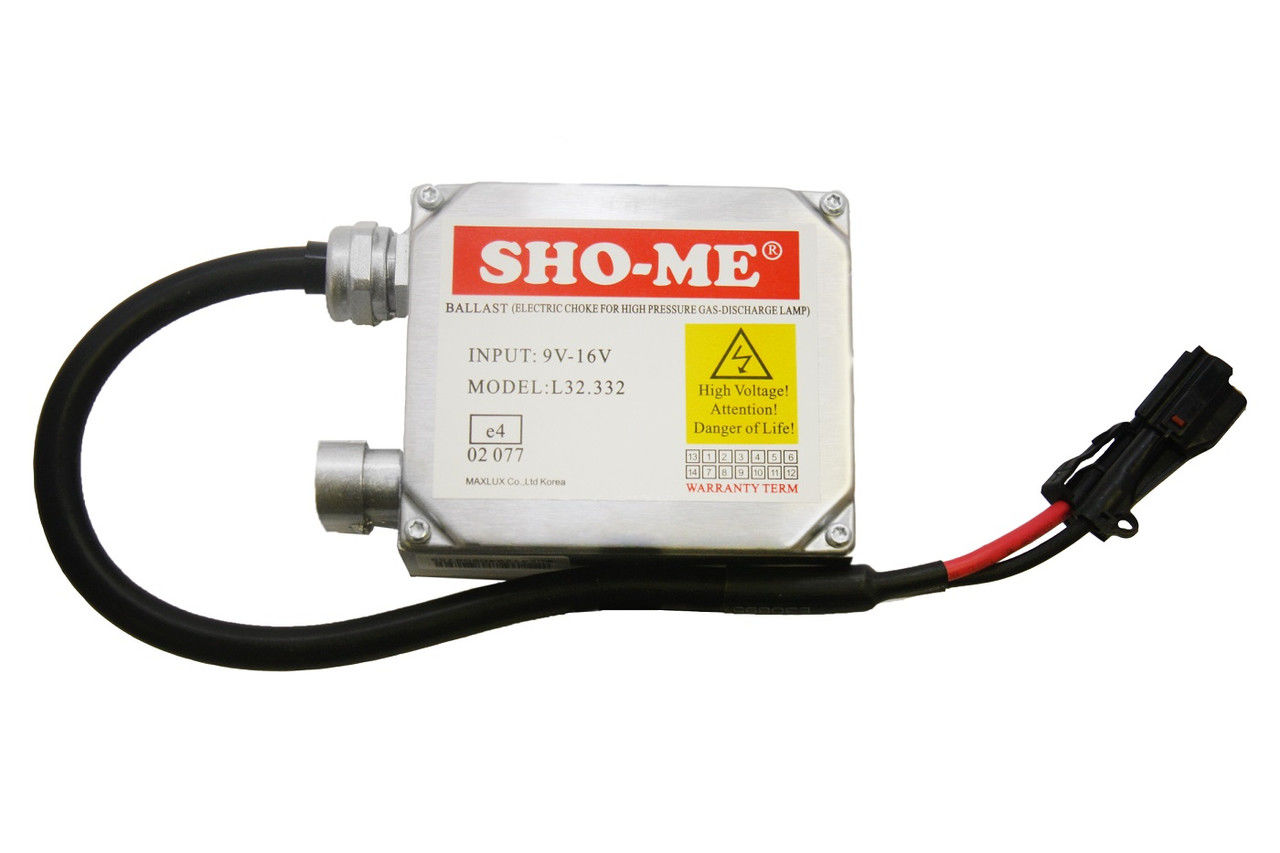 SHO-ME®
BALLAST (ELECTRIC CHOKE FOR HIGH PRESSURE GAS-DISCHARGE LAMP)
INPUT: 9V-16V
MODEL:L32.332
e4
02 077
MAXLUX Co.,Ltd Korea
High Voltage!
Attention!
Danger of Life!
13 1 2 3 4 5 6
14 7 8 9 10 11 12
WARRANTY TERM